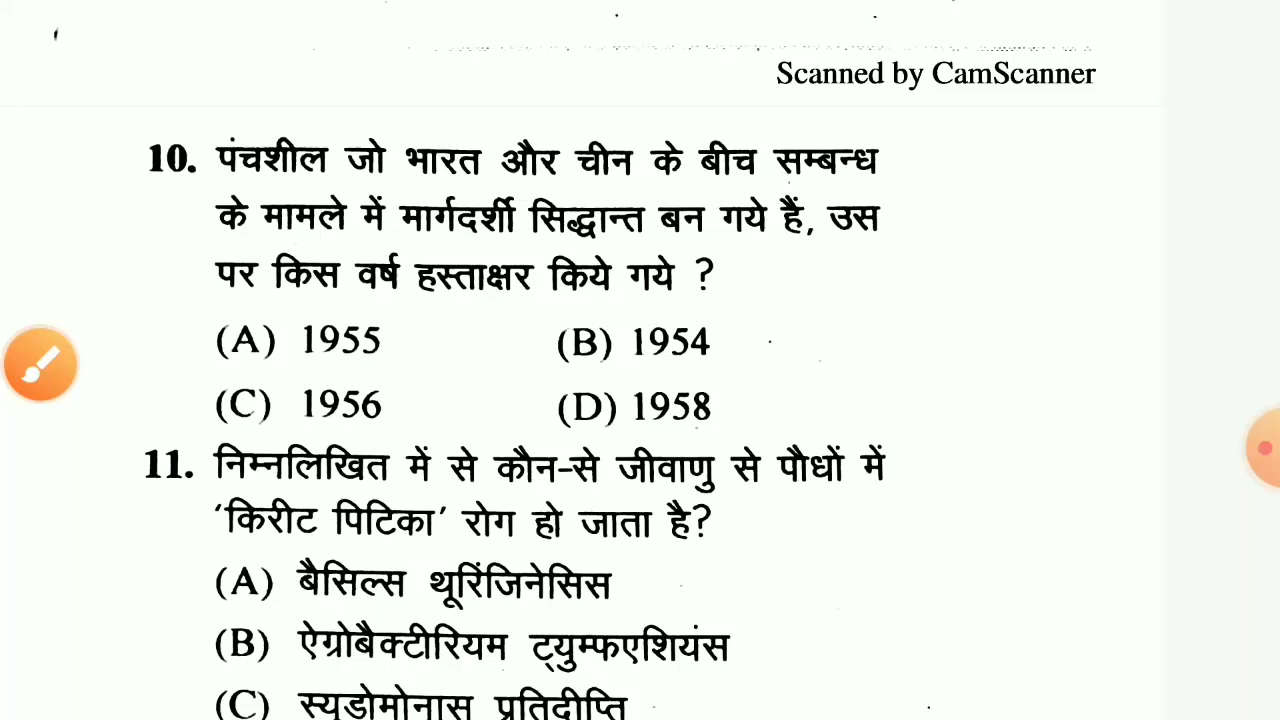 Scanned by CamScanner
10. पंचशील जो भारत और चीन के बीच सम्बन्ध
के मामले में मार्गदर्शी सिद्धान्त बन गये हैं, उस
पर किस वर्ष हस्ताक्षर किये गये ?
(A) 1955 (B) 1954
(C) 1956 (D) 1958
11. निम्नलिखित में से कौन-से जीवाणु से पौधों में
'किरीट पिटिका' रोग हो जाता है?
(A) बैसिल्स थूरिंजिनेसिस
(B) ऐग्रोबैक्टीरियम ट्युम्फएशियंस
(C) स्यूडोमोनास प्रतिदीप्ति